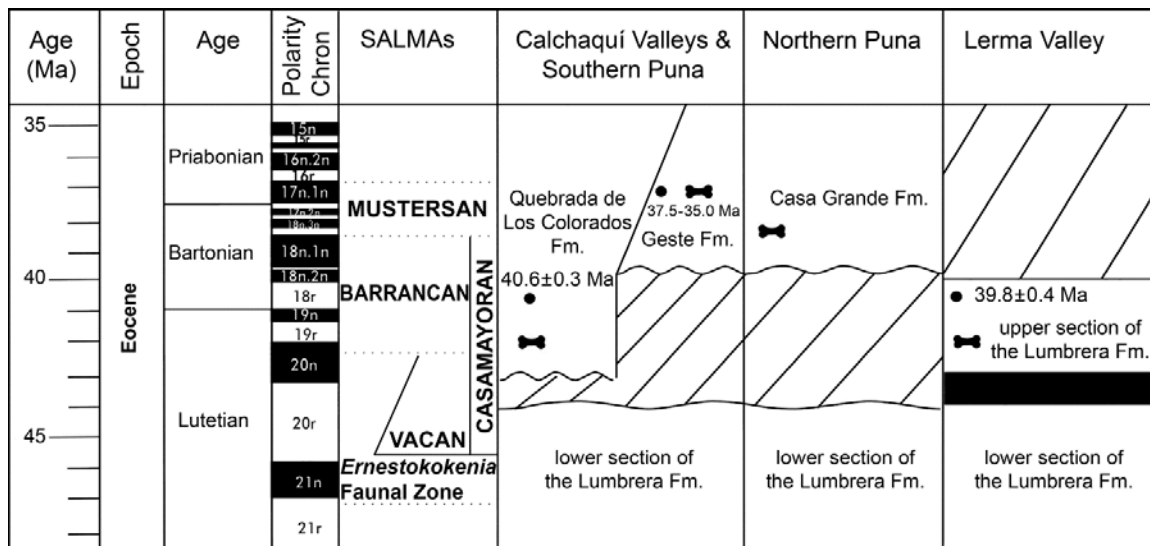 Age
(Ma)
Epoch
Age
Polarity
Chron
SALMAs
Calchaquí Valleys &
Southern Puna
Northern Puna
Lerma Valley
35
40
45
Eocene
Priabonian
Bartonian
Lutetian
15n
15r
16n.2n
16r
17n.1n
17n.2n
18n.1n
18n.2n
18r
19n
19r
20n
20r
21n
21r
MUSTERSAN
BARRANCAN
CASAMAYORAN
VACAN
Ernestokokenia
Faunal Zone
Quebrada de
Los Colorados
Fm.
40.6±0.3 Ma
37.5-35.0 Ma
Geste Fm.
lower section of
the Lumbrera Fm.
Casa Grande Fm.
lower section of
the Lumbrera Fm.
39.8±0.4 Ma
upper section of
the Lumbrera Fm.
lower section of
the Lumbrera Fm.